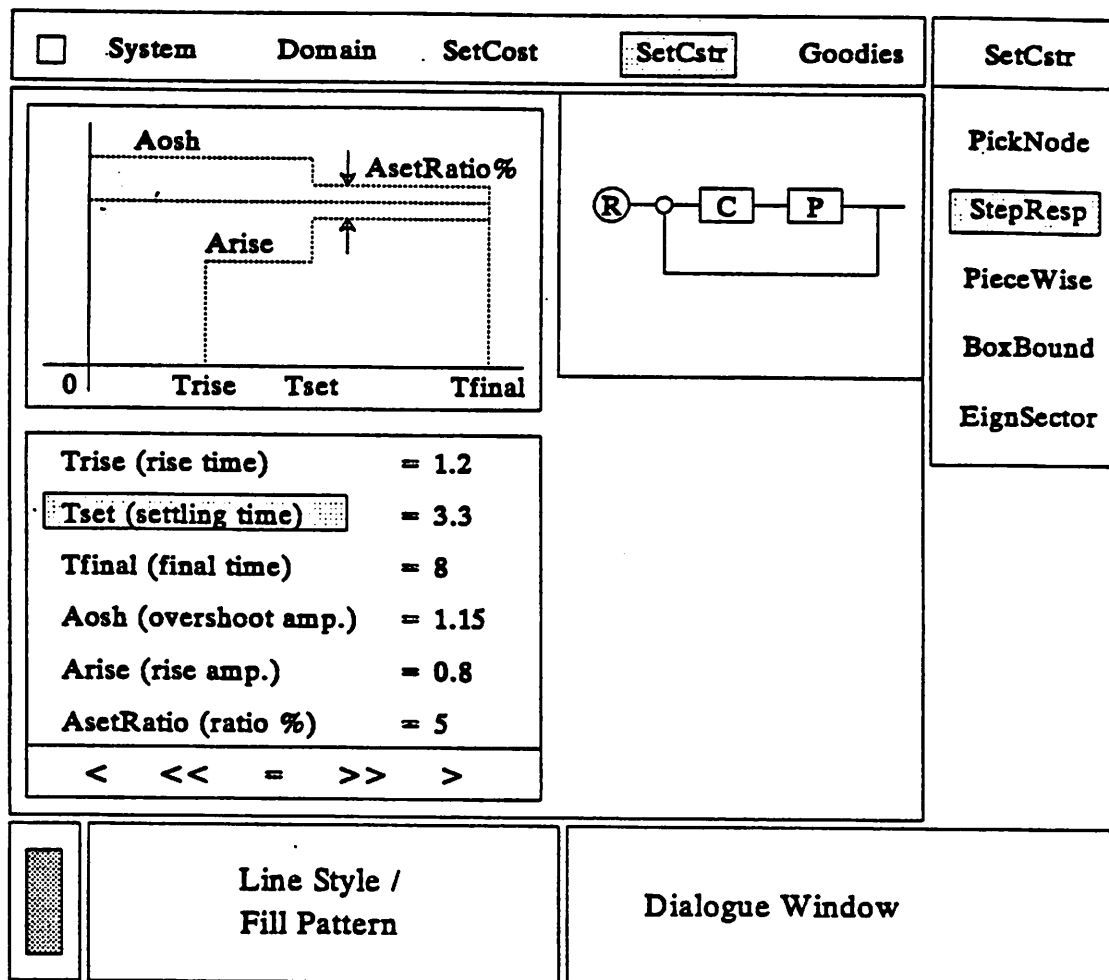 System Domain SetCost SetCstr Goodies
SetCstr
PickNode
StepResp
PieceWise
BoxBound
EignSector
Aosh
AsetRatio%
Arise
0 Trise Tset Tfinal
R C P
Trise (rise time) = 1.2
Tset (settling time) = 3.3
Tfinal (final time) = 8
Aosh (overshoot amp.) = 1.15
Arise (rise amp.) = 0.8
AsetRatio (ratio %) = 5
< << = >> >
Line Style /
Fill Pattern
Dialogue Window